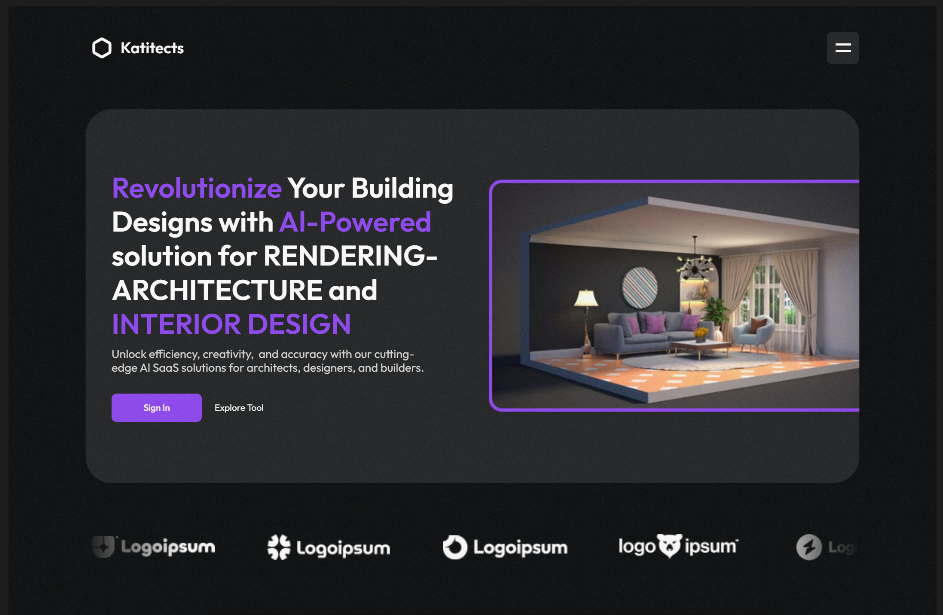 Katitects
Revolutionize Your Building
Designs with AI-Powered
solution for RENDERING-
ARCHITECTURE and
INTERIOR DESIGN
Unlock efficiency, creativity,  and accuracy with our cutting-
edge AI SaaS solutions for architects, designers, and builders.
Sign In
Explore Tool
Logoipsum
Logoipsum
Logoipsum
logo ipsum
Log